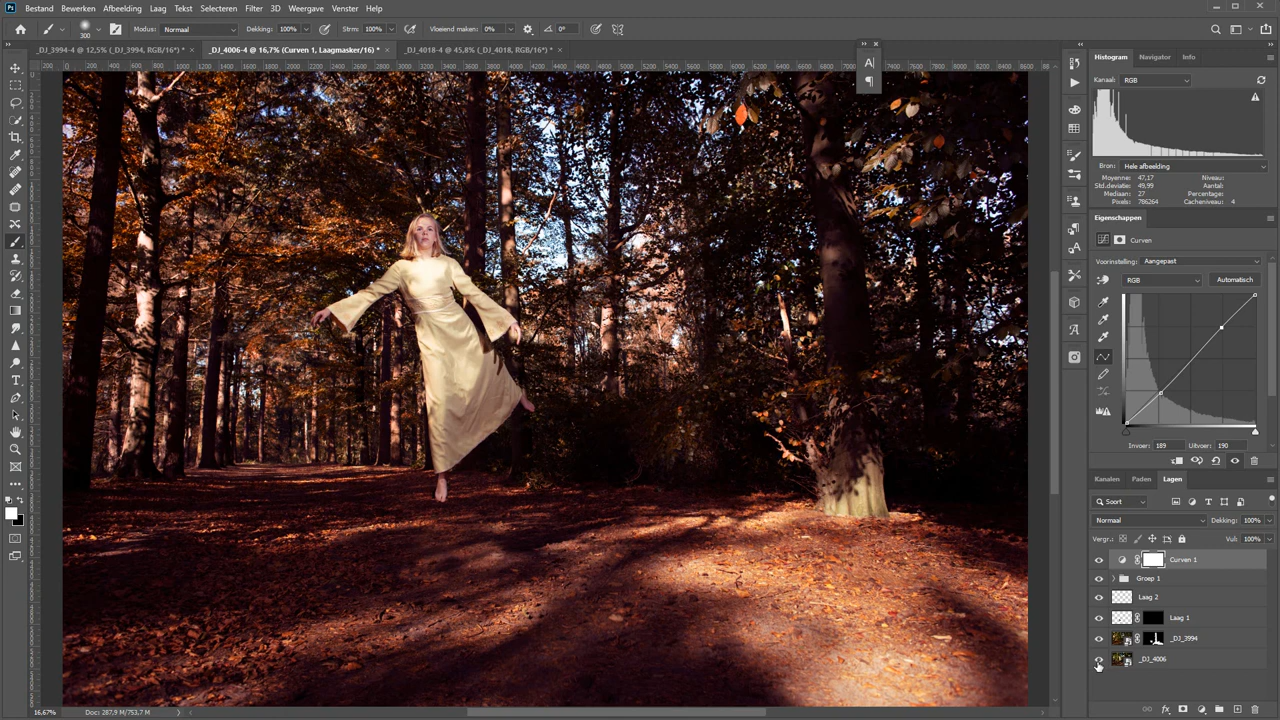 Ps Bestand Bewerken Afbeelding Laag Tekst Selecteren Filter 3D Weergave Venster Help
300 Modus: Normaal Dekking: 100% Strm: 100% Vloeiend maken: 0% 0°
_DJ_3994-4 @ 12,5% (_DJ_3994, RGB/16*) * × _DJ_4006-4 @ 16,7% (Curven 1, Laagmasker/16) * × _DJ_4018-4 @ 45,8% (_DJ_4018, RGB/16*) * ×
Histogram Navigator Info
Kanaal: RGB
Bron: Hele afbeelding
Moyenne: 47,17 Niveau:
Std.deviatie: 49,99 Aantal:
Mediaan: 27 Percentage:
Pixels: 786264 Cacheniveau: 4
Eigenschappen
Curven
Voorinstelling: Aangepast
RGB Automatisch
Invoer: 189 Uitvoer: 190
Kanalen Paden Lagen
Soort
Normaal Dekking: 100%
Vergr.: Vul: 100%
Curven 1
Groep 1
Laag 2
Laag 1
_DJ_3994
_DJ_4006
16,67% Doc: 287,9 M/753,7 M